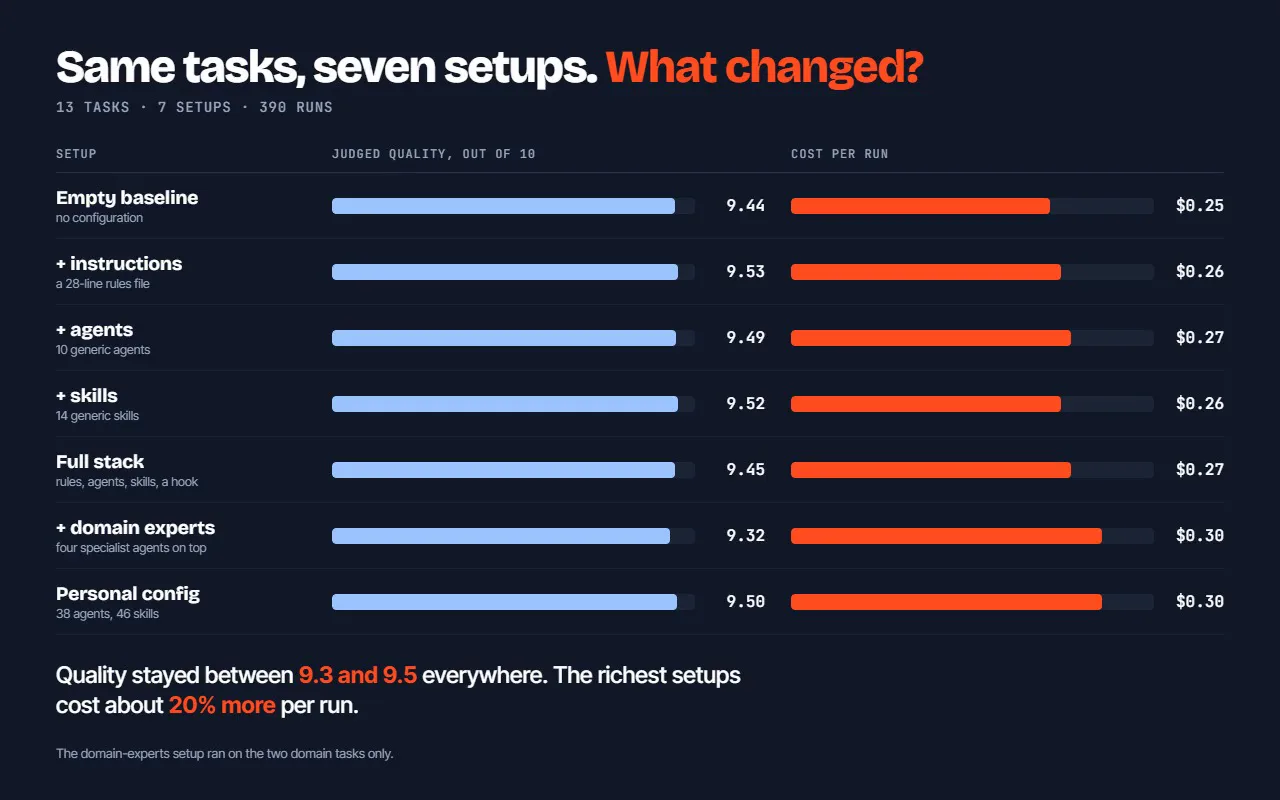 Same tasks, seven setups. What changed?
13 TASKS · 7 SETUPS · 390 RUNS
SETUP JUDGED QUALITY, OUT OF 10 COST PER RUN
Empty baseline 9.44 $0.25
no configuration
+ instructions 9.53 $0.26
a 28-line rules file
+ agents 9.49 $0.27
10 generic agents
+ skills 9.52 $0.26
14 generic skills
Full stack 9.45 $0.27
rules, agents, skills, a hook
+ domain experts 9.32 $0.30
four specialist agents on top
Personal config 9.50 $0.30
38 agents, 46 skills
Quality stayed between 9.3 and 9.5 everywhere. The richest setups
cost about 20% more per run.
The domain-experts setup ran on the two domain tasks only.